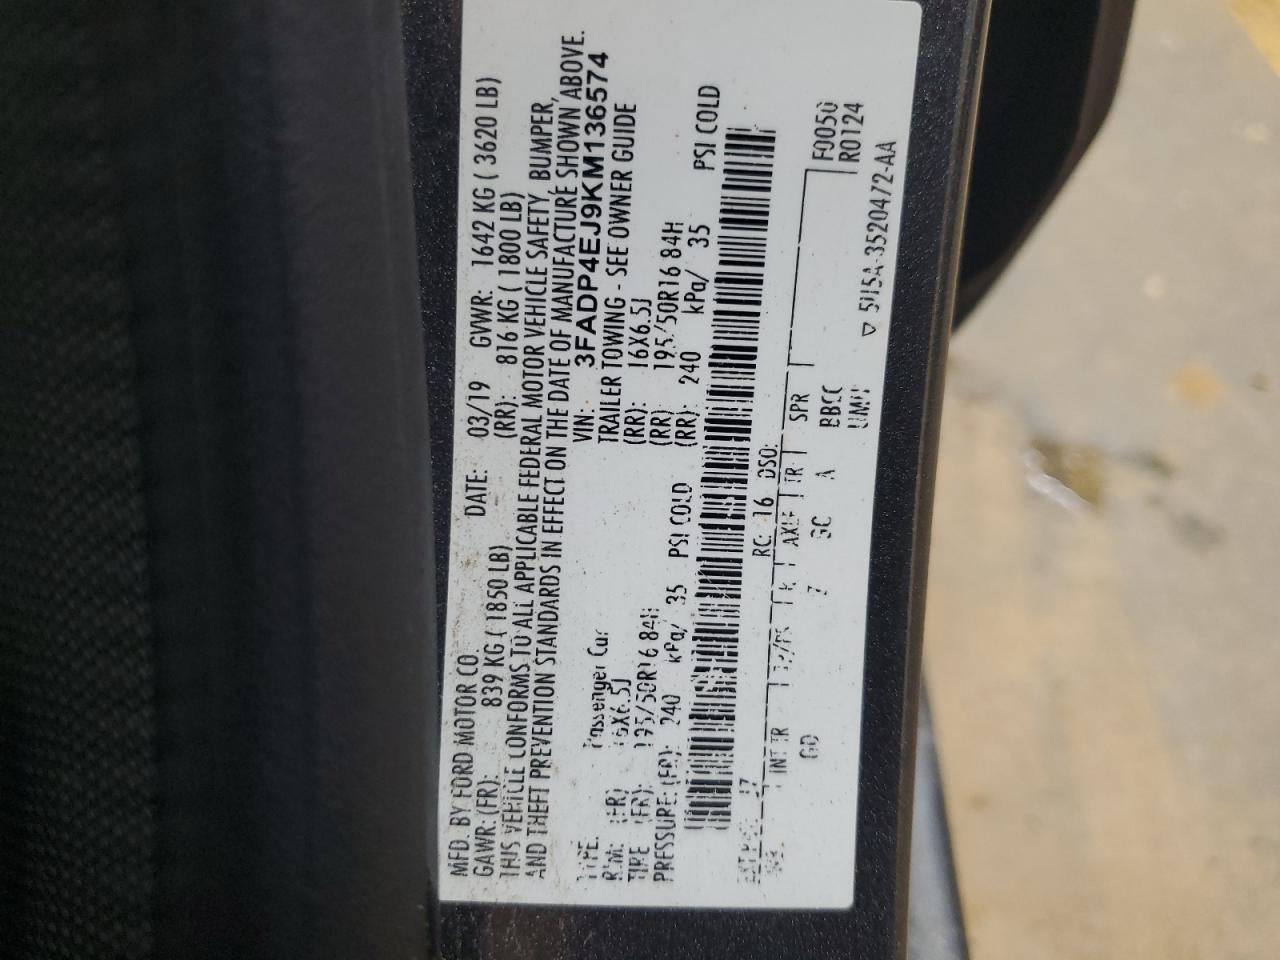 MFD. BY FORD MOTOR CO. DATE: 03/19 GVWR: 1642 KG ( 3620 LB)
GAWR: (FR): 839 KG ( 1850 LB) (RR): 816 KG ( 1800 LB)
THIS VEHICLE CONFORMS TO ALL APPLICABLE FEDERAL MOTOR VEHICLE SAFETY, BUMPER,
AND THEFT PREVENTION STANDARDS IN EFFECT ON THE DATE OF MANUFACTURE SHOWN ABOVE.
VIN: 3FADP4EJ9KM136574
TYPE: Passenger Car TRAILER TOWING - SEE OWNER GUIDE
RIM: (FR) 16X6.5J (RR): 16X6.5J
TIRE (FR): 195/50R16 84H (RR) 195/50R16 84H
PRESSURE: (FR): 240 kPa/ 35 PSI COLD (RR): 240 kPa/ 35 PSI COLD
RC: 16 DSO:
INT TR R AXLE TR SPR
GD 7 GC A BBCC
F0050
R0124